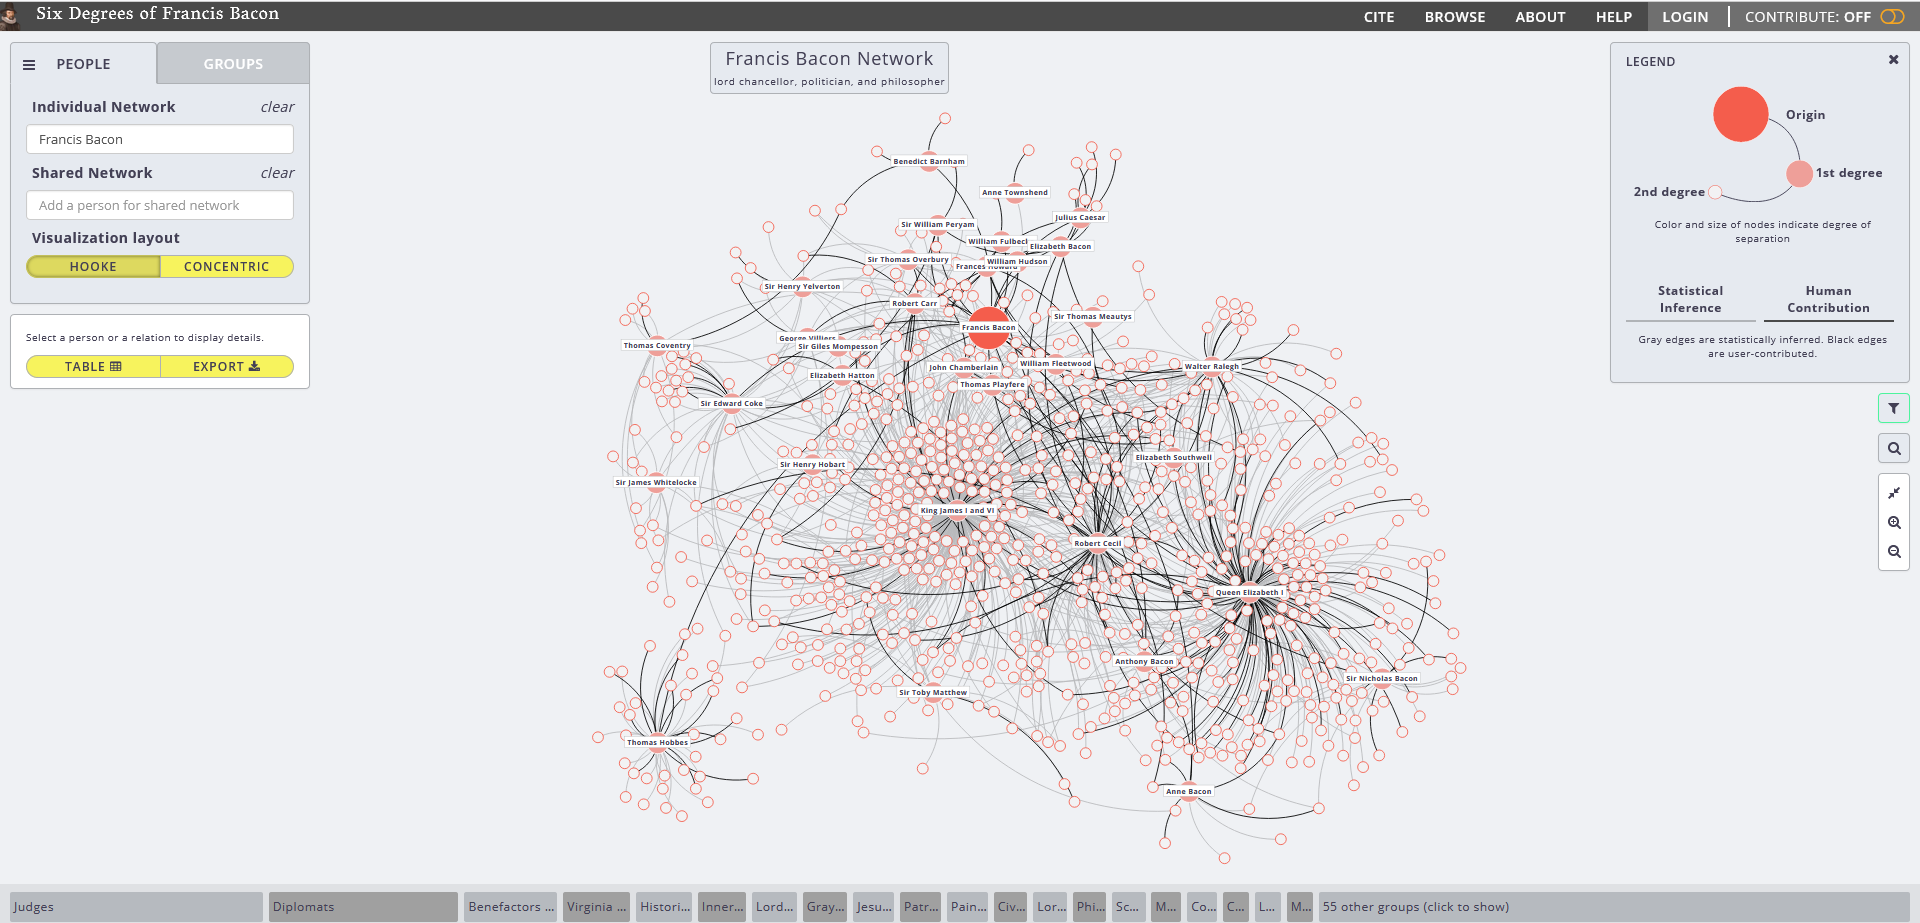 Six Degrees of Francis Bacon
CITE
BROWSE
ABOUT
HELP
LOGIN
CONTRIBUTE: OFF
PEOPLE
GROUPS
Individual Network
clear
Francis Bacon
Shared Network
clear
Add a person for shared network
Visualization layout
HOOKE
CONCENTRIC
Select a person or a relation to display details.
TABLE
EXPORT
Francis Bacon Network
lord chancellor, politician, and philosopher
LEGEND
Origin
1st degree
2nd degree
Color and size of nodes indicate degree of
separation
Statistical
Inference
Human
Contribution
Gray edges are statistically inferred. Black edges
are user-contributed.
Benedict Barnham
Anne Townshend
Julius Caesar
Sir William Peryam
William Fulbec
Elizabeth Bacon
Sir Thomas Overbury
Frances Howard
William Hudson
Sir Henry Yelverton
Robert Carr
Sir Thomas Meautys
Francis Bacon
George Villiers
Sir Giles Mompesson
Thomas Coventry
John Chamberlain
William Fleetwood
Walter Ralegh
Elizabeth Hatton
Thomas Playfere
Sir Edward Coke
Elizabeth Southwell
Sir Henry Hobart
Sir James Whitelocke
King James I and VI
Robert Cecil
Queen Elizabeth I
Anthony Bacon
Sir Nicholas Bacon
Sir Toby Matthew
Thomas Hobbes
Anne Bacon
Judges
Diplomats
Benefactors ...
Virginia ...
Histori...
Inner...
Lord...
Gray...
Jesu...
Patr...
Pain...
Civ...
Lor...
Phi...
Sc...
M...
Co...
C...
L...
M...
55 other groups (click to show)